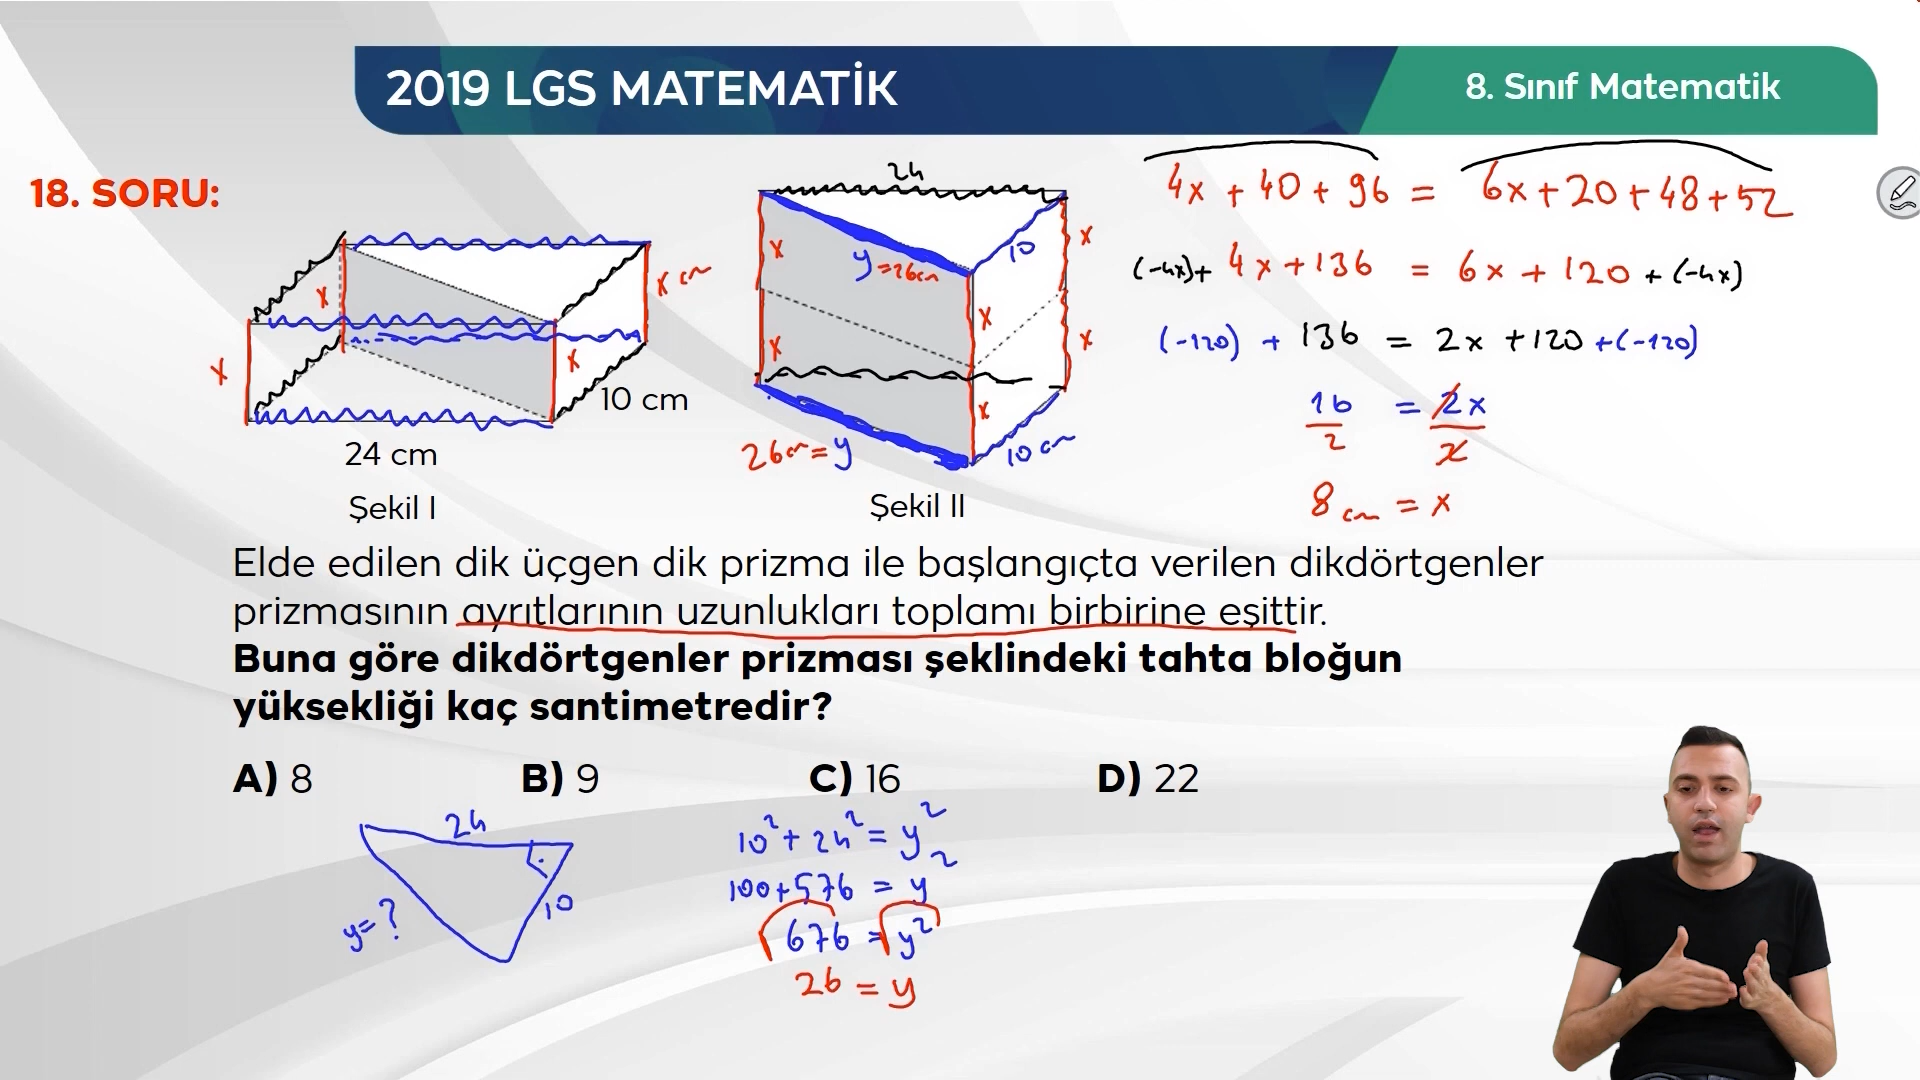 2019 LGS MATEMATİK
8. Sınıf Matematik
18. SORU:
4x + 40 + 96 = 6x + 20 + 48 + 52
(-4x)+ 4x + 136 = 6x + 120 + (-4x)
(-120) + 136 = 2x + 120 + (-120)
16 = 2x
2 2
8 cm = x
x
x
x
x cm
10 cm
24 cm
Şekil I
24
x
x
x
x
x
x
y = 26cm
10
26cm = y
10 cm
Şekil II
Elde edilen dik üçgen dik prizma ile başlangıçta verilen dikdörtgenler
prizmasının ayrıtlarının uzunlukları toplamı birbirine eşittir.
Buna göre dikdörtgenler prizması şeklindeki tahta bloğun
yüksekliği kaç santimetredir?
A) 8 B) 9 C) 16 D) 22
24
10
y=?
10² + 24² = y²
100 + 576 = y²
676 = y²
26 = y